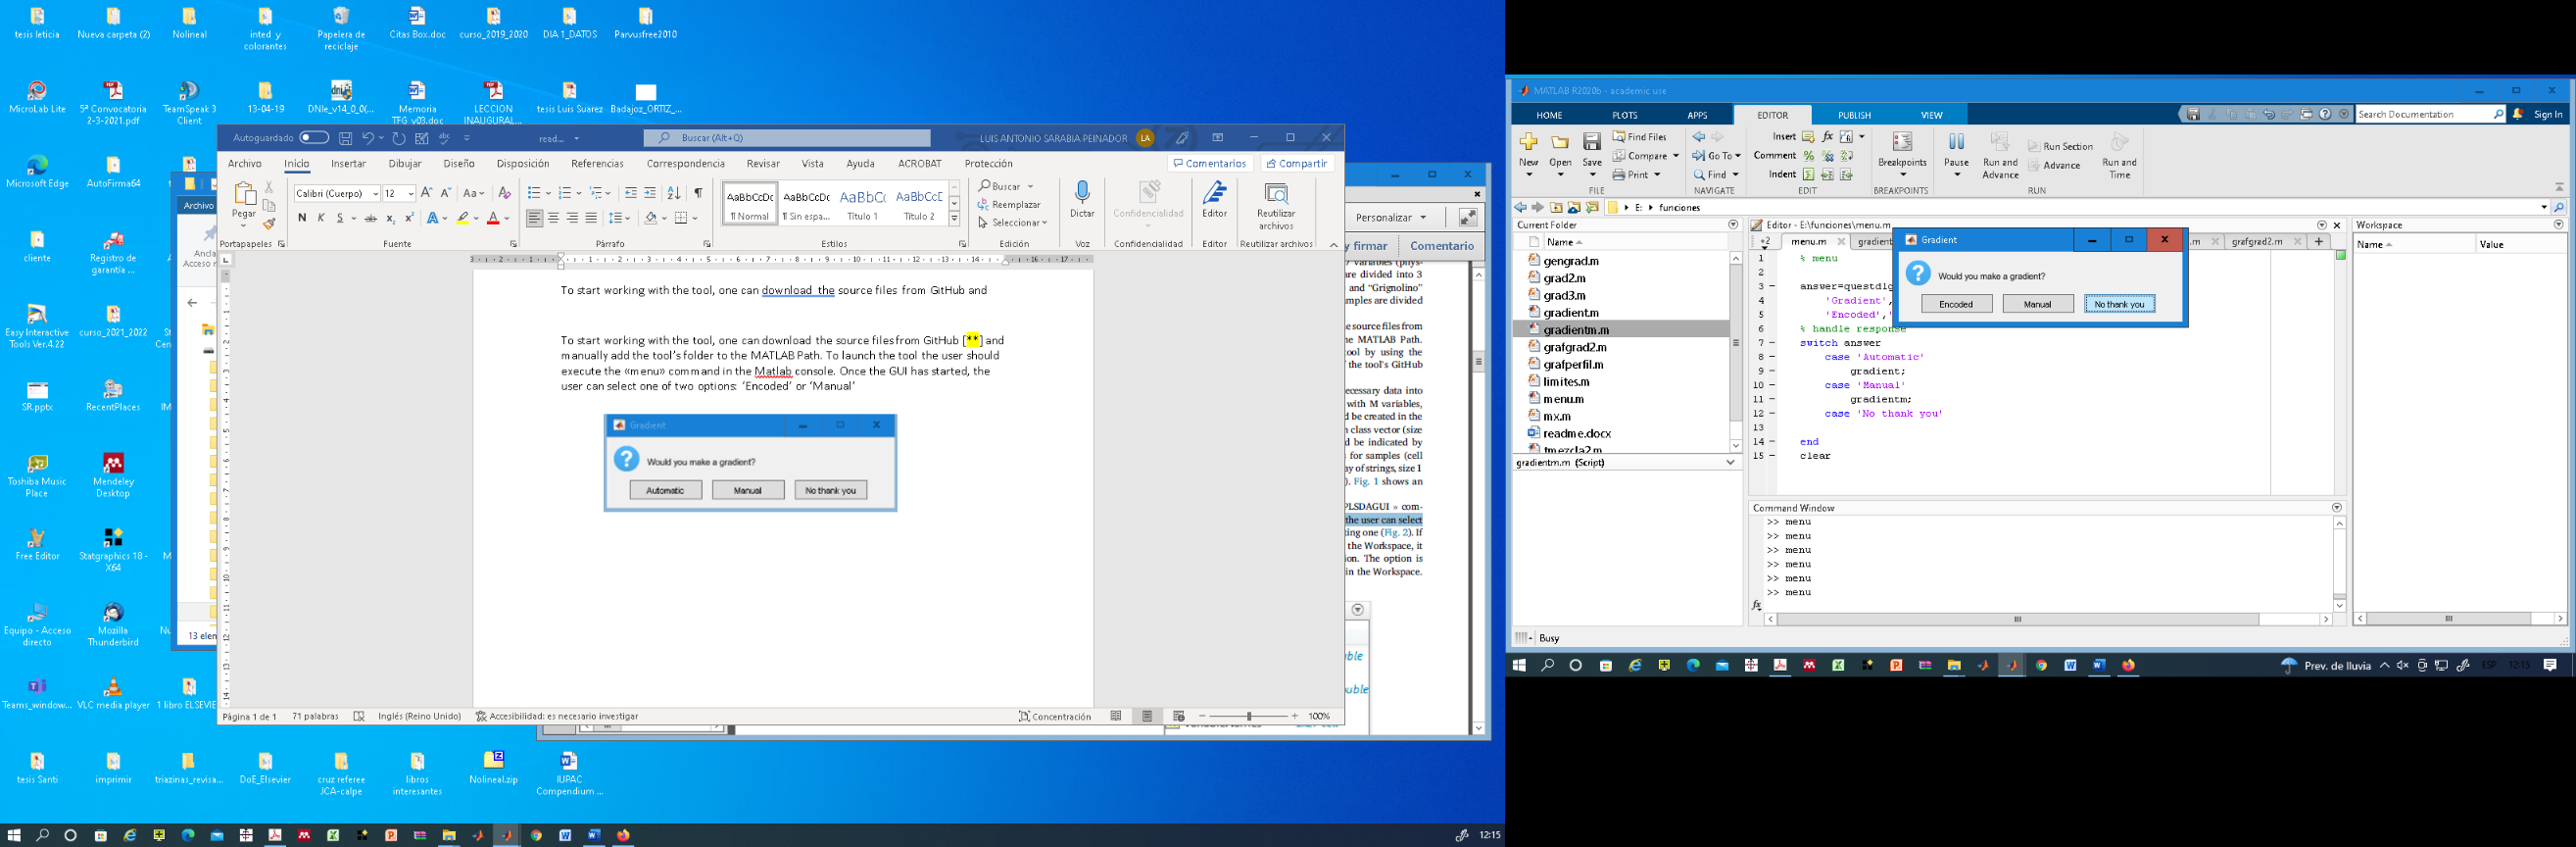 tesis leticia
Nueva carpeta (2)
Nolineal
inted y colorantes
Papelera de reciclaje
Citas Box.doc
curso_2019_2020
DIA 1_DATOS
Parvusfree2010
MicroLab Lite
5ª Convocatoria 2-3-2021.pdf
TeamSpeak 3 Client
13-04-19
DNIe_v14_0_0(...
Memoria TFG_v03.doc
LECCION INAUGURAL...
tesis Luis Suarez
Badajoz_ORTIZ_...
Microsoft Edge
AutoFirma64
cliente
Registro de garantía ...
Easy Interactive Tools Ver.4.22
curso_2021_2022
SR.pptx
RecentPlaces
Toshiba Music Place
Mendeley Desktop
Free Editor
Statgraphics 18 - X64
Equipo - Acceso directo
Mozilla Thunderbird
Teams_window...
VLC media player
1 libro ELSEVIE
tesis Santi
imprimir
triazinas_revisa...
DoE_Elsevier
cruz referee JCA-calpe
libros interesantes
Nolineal.zip
IUPAC Compendium ...
Archivo
13 elen
Autoguardado
read...
Buscar (Alt+Q)
LUIS ANTONIO SARABIA PEINADOR
LA
Archivo Inicio Insertar Dibujar Diseño Disposición Referencias Correspondencia Revisar Vista Ayuda ACROBAT Protección
Comentarios
Compartir
Pegar
Calibri (Cuerpo)
12
N K S
AaBbCcDc
¶ Normal
AaBbCcDc
¶ Sin espa...
AaBbCc
Título 1
AaBbCcE
Título 2
Buscar
Reemplazar
Seleccionar
Dictar
Confidencialidad
Editor
Reutilizar archivos
Portapapeles
Fuente
Párrafo
Estilos
Edición
Voz
Confidencialidad
Editor
Reutilizar archivos
To start working with the tool, one can download the source files from GitHub and
To start working with the tool, one can download the source files from GitHub [**] and
manually add the tool's folder to the MATLAB Path. To launch the tool the user should
execute the «menu» command in the Matlab console. Once the GUI has started, the
user can select one of two options: ‘Encoded’ or ‘Manual’
Gradient
Would you make a gradient?
Automatic
Manual
No thank you
Página 1 de 1
71 palabras
Inglés (Reino Unido)
Accesibilidad: es necesario investigar
Concentración
100%
Personalizar
y firmar
Comentario
are divided into 3
and “Grignolino”
mples are divided
he source files from
he MATLAB Path.
ool by using the
f the tool's GitHub
ecessary data into
with M variables,
d be created in the
n class vector (size
d be indicated by
s for samples (cell
ay of strings, size 1
). Fig. 1 shows an
PLSDAGUI » com-
the user can select
ting one (Fig. 2). If
the Workspace, it
ion. The option is
in the Workspace.
12:15
MATLAB R2020b - academic use
HOME PLOTS APPS EDITOR PUBLISH VIEW
Search Documentation
Sign In
New
Open
Save
Find Files
Compare
Print
Go To
Find
Insert
Comment
Indent
Breakpoints
Pause
Run and Advance
Run Section
Advance
Run and Time
FILE
NAVIGATE
EDIT
BREAKPOINTS
RUN
E: funciones
Current Folder
Name
gengrad.m
grad2.m
grad3.m
gradient.m
gradientm.m
grafgrad2.m
grafperfil.m
limites.m
menu.m
mx.m
readme.docx
tmezcla2.m
gradientm.m (Script)
Editor - E:\funciones\menu.m
menu.m
gradient
grafgrad2.m
1 % menu
2
3 answer=questdlg
4 'Gradient',
5 'Encoded','
6 % handle response
7 switch answer
8 case 'Automatic'
9 gradient;
10 case 'Manual'
11 gradientm;
12 case 'No thank you'
13
14 end
15 clear
Gradient
Would you make a gradient?
Encoded
Manual
No thank you
Command Window
>> menu
>> menu
>> menu
>> menu
>> menu
>> menu
fx
Workspace
Name
Value
Busy
Prev. de lluvia
ESP
12:15